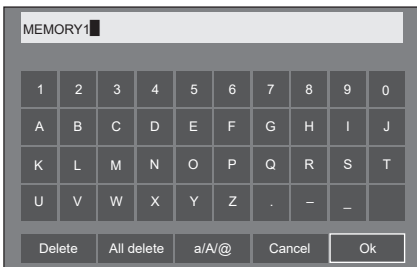 MEMORY1
1 2 3 4 5 6 7 8 9 0
A B C D E F G H I J
K L M N O P Q R S T
U V W X Y Z . – _
Delete All delete a/A/@ Cancel Ok